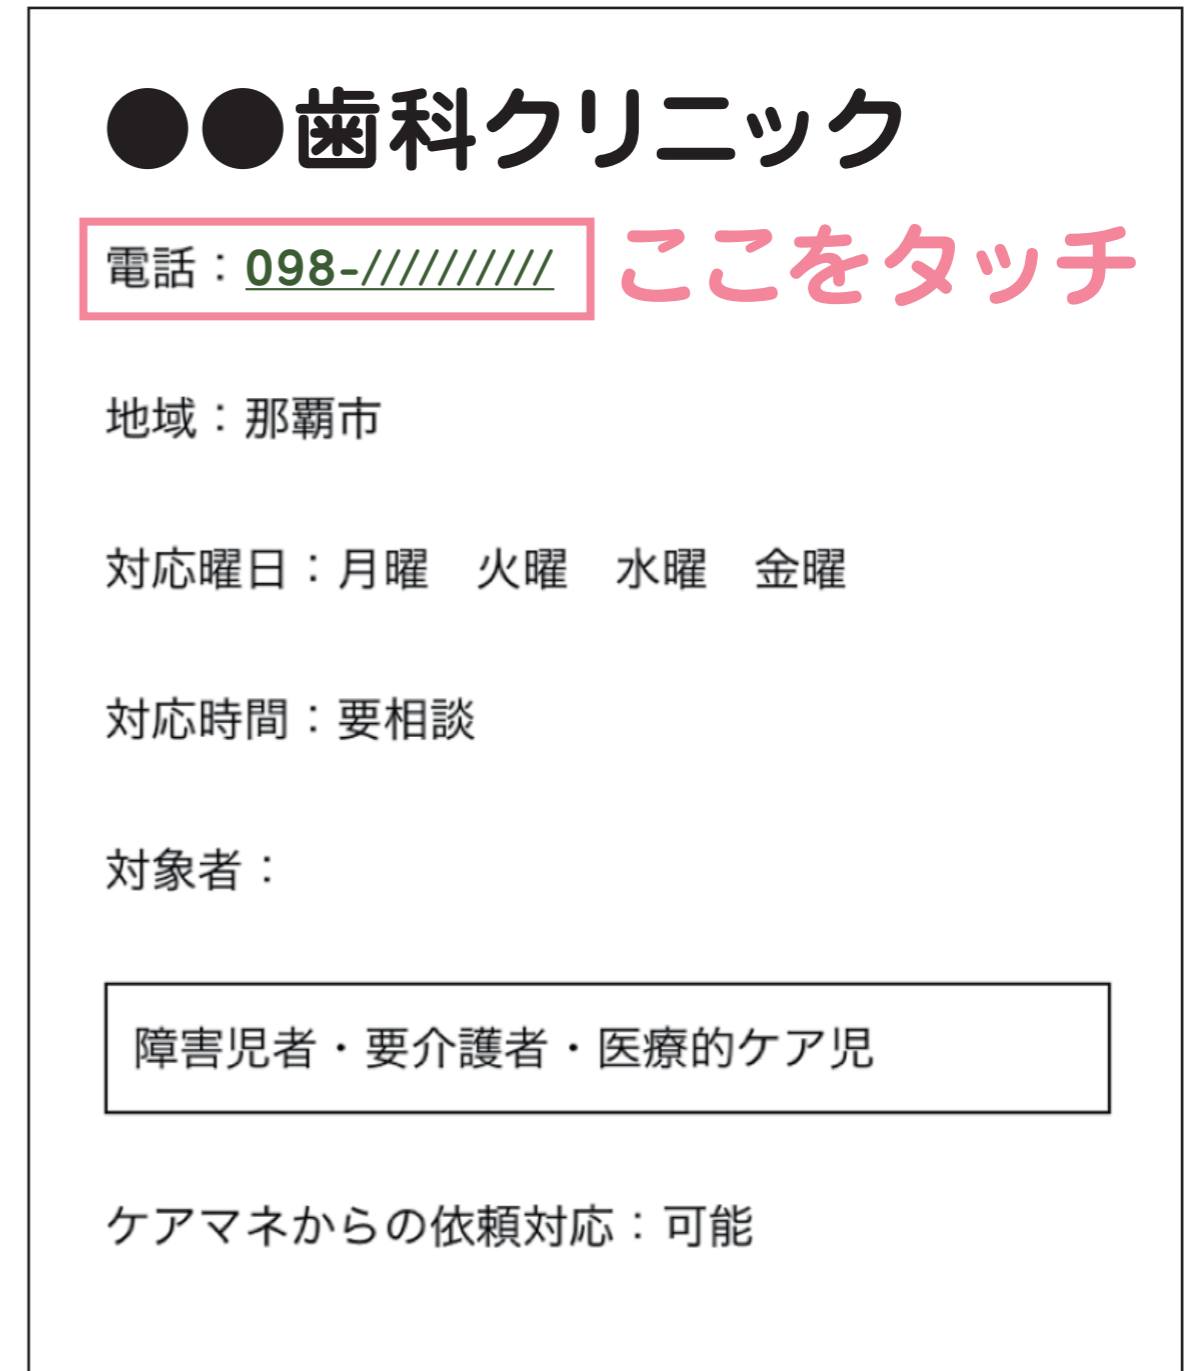 ●●歯科クリニック
電話：098-//////////
ここをタッチ
地域：那覇市
対応曜日：月曜　火曜　水曜　金曜
対応時間：要相談
対象者：
障害児者・要介護者・医療的ケア児
ケアマネからの依頼対応：可能